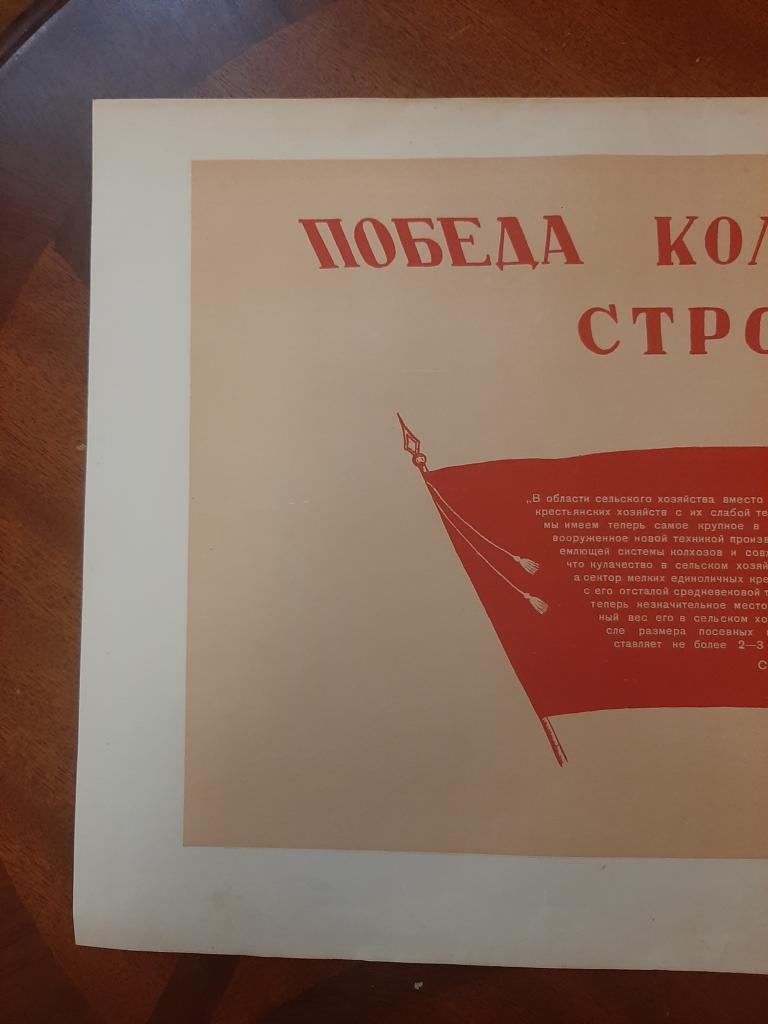 ПОБЕДА КОЛ
СТРО
„В области сельского хозяйства вместо
крестьянских хозяйств с их слабой те
мы имеем теперь самое крупное в
вооруженное новой техникой произв
емлющей системы колхозов и совх
что кулачество в сельском хозяй
а сектор мелких единоличных кре
с его отсталой средневековой т
теперь незначительное место
ный вес его в сельском хо
сле размера посевных
ставляет не более 2—3
С